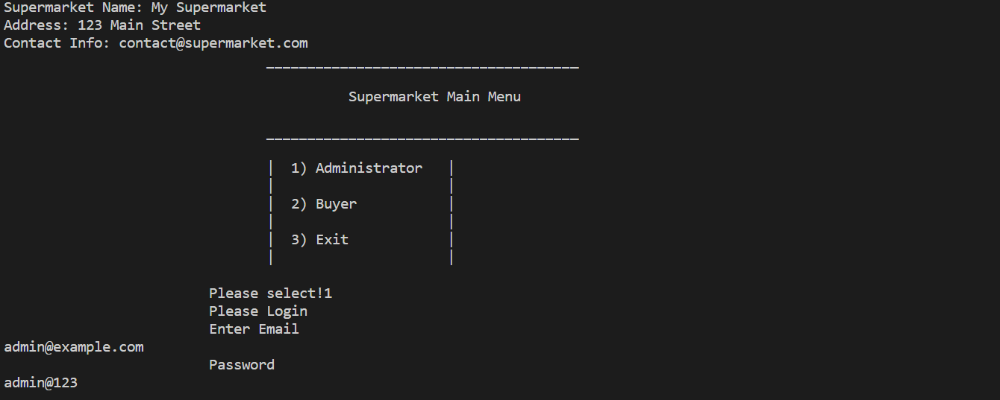 Supermarket Name: My Supermarket
Address: 123 Main Street
Contact Info: contact@supermarket.com
______________________________________
Supermarket Main Menu
______________________________________
|  1) Administrator   |
|                     |
|  2) Buyer           |
|                     |
|  3) Exit            |
|                     |
Please select!1
Please Login
Enter Email
admin@example.com
Password
admin@123